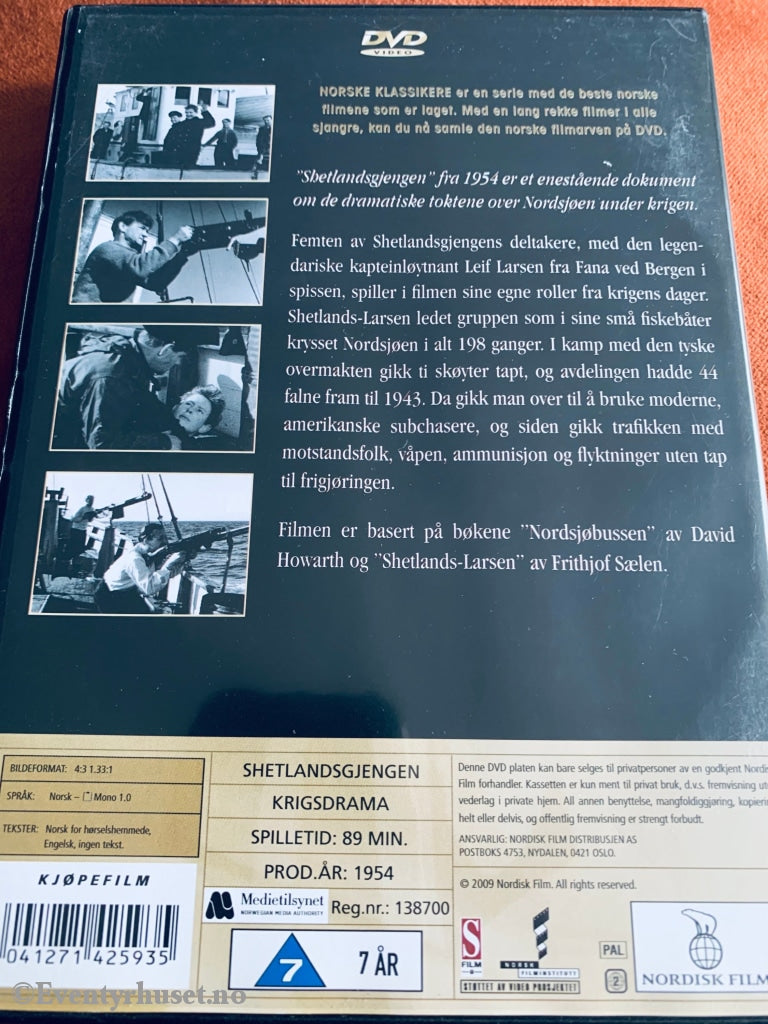 DVD
VIDEO
NORSKE KLASSIKERE er en serie med de beste norske
filmene som er laget. Med en lang rekke filmer i alle
sjangre, kan du nå samle den norske filmarven på DVD.
"Shetlandsgjengen" fra 1954 er et enestående dokument
om de dramatiske toktene over Nordsjøen under krigen.
Femten av Shetlandsgjengens deltakere, med den legen-
dariske kapteinløytnant Leif Larsen fra Fana ved Bergen i
spissen, spiller i filmen sine egne roller fra krigens dager.
Shetlands-Larsen ledet gruppen som i sine små fiskebåter
krysset Nordsjøen i alt 198 ganger. I kamp med den tyske
overmakten gikk ti skøyter tapt, og avdelingen hadde 44
falne fram til 1943. Da gikk man over til å bruke moderne,
amerikanske subchasere, og siden gikk trafikken med
motstandsfolk, våpen, ammunisjon og flyktninger uten tap
til frigjøringen.
Filmen er basert på bøkene "Nordsjøbussen" av David
Howarth og "Shetlands-Larsen" av Frithjof Sælen.
BILDEFORMAT: 4:3 1.33:1
SPRÅK: Norsk – Mono 1.0
TEKSTER: Norsk for hørselshemmede,
Engelsk, ingen tekst.
KJØPEFILM
041271 425935
SHETLANDSGJENGEN
KRIGSDRAMA
SPILLETID: 89 MIN.
PROD.ÅR: 1954
Medietilsynet
NORWEGIAN MEDIA AUTHORITY
Reg.nr.: 138700
7
7 ÅR
Denne DVD platen kan bare selges til privatpersoner av en godkjent Nordis
Film forhandler. Kassetten er kun ment til privat bruk, d.v.s. fremvisning ut
vederlag i private hjem. All annen benyttelse, mangfoldiggjøring, kopierin
helt eller delvis, og offentlig fremvisning er strengt forbudt.
ANSVARLIG: NORDISK FILM DISTRIBUSJEN AS
POSTBOKS 4753, NYDALEN, 0421 OSLO.
© 2009 Nordisk Film. All rights reserved.
S
FILM
NORSK
FILMINSTITUTT
STØTTET AV VIDEO PROSJEKTET
PAL
2
NORDISK FILM
©Eventyrhuset.no